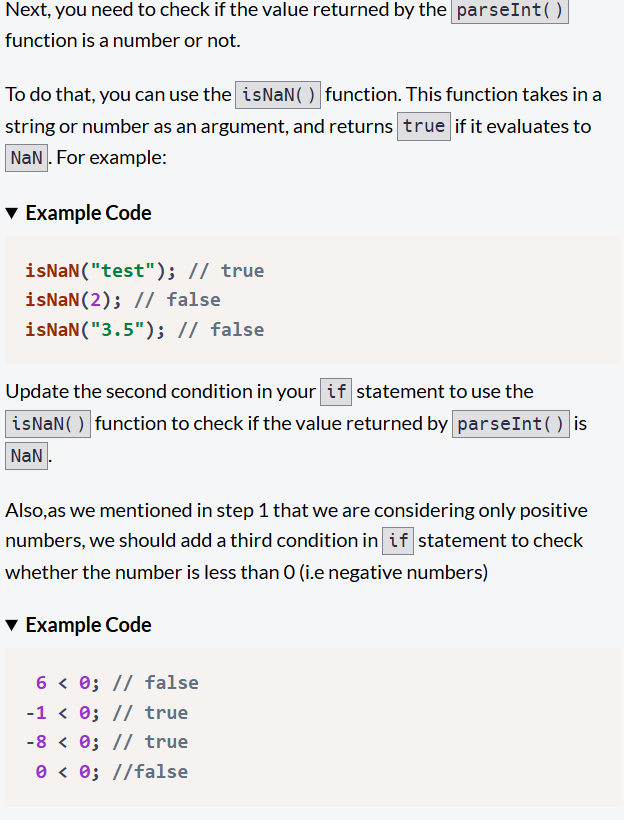 Next, you need to check if the value returned by the parseInt()
function is a number or not.
To do that, you can use the isNaN() function. This function takes in a
string or number as an argument, and returns true if it evaluates to
NaN. For example:
▼ Example Code
isNaN("test"); // true
isNaN(2); // false
isNaN("3.5"); // false
Update the second condition in your if statement to use the
isNaN() function to check if the value returned by parseInt() is
NaN.
Also,as we mentioned in step 1 that we are considering only positive
numbers, we should add a third condition in if statement to check
whether the number is less than 0 (i.e negative numbers)
▼ Example Code
6 < 0; // false
-1 < 0; // true
-8 < 0; // true
0 < 0; //false